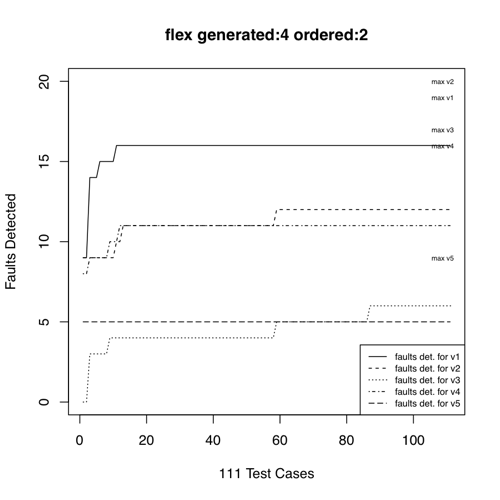 flex generated:4 ordered:2
Faults Detected
20
15
10
5
0
max v2
max v1
max v3
max v4
max v5
faults det. for v1
faults det. for v2
faults det. for v3
faults det. for v4
faults det. for v5
0 20 40 60 80 100
111 Test Cases